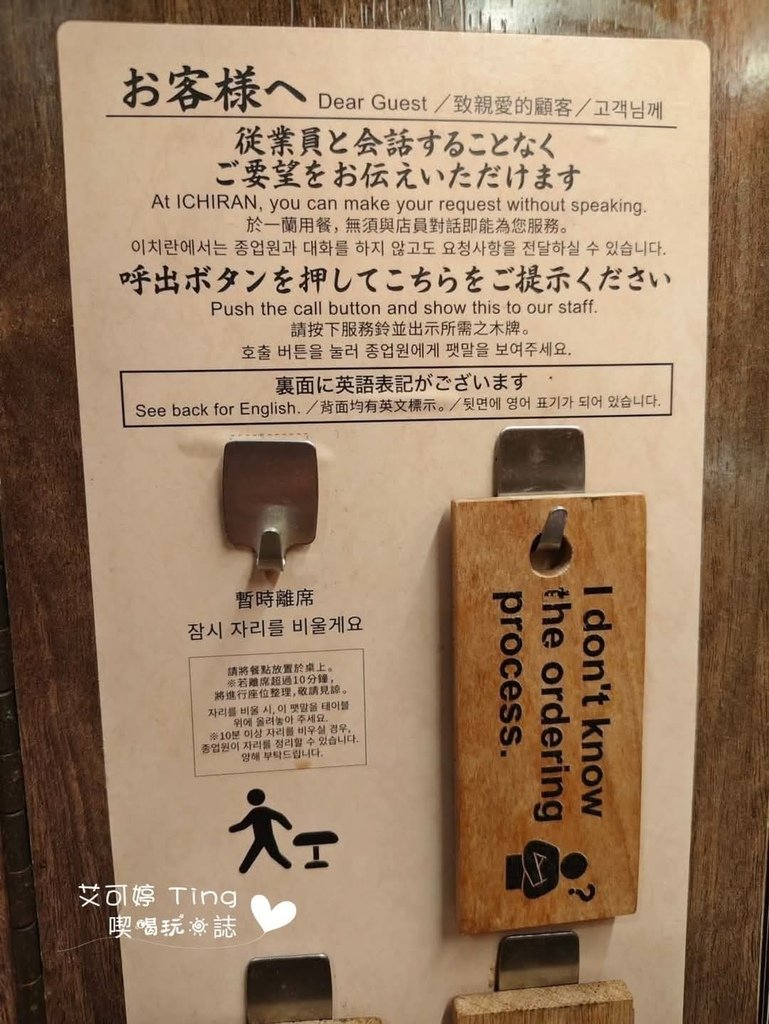 お客様へ Dear Guest／致親愛的顧客／고객님께
従業員と会話することなく
ご要望をお伝えいただけます
At ICHIRAN, you can make your request without speaking.
於一蘭用餐，無須與店員對話即能為您服務。
이치란에서는 종업원과 대화를 하지 않고도 요청사항을 전달하실 수 있습니다.
呼出ボタンを押してこちらをご提示ください
Push the call button and show this to our staff.
請按下服務鈴並出示所需之木牌。
호출 버튼을 눌러 종업원에게 팻말을 보여주세요.
裏面に英語表記がございます
See back for English.／背面均有英文標示。／뒷면에 영어 표기가 되어 있습니다.
暫時離席
잠시 자리를 비울게요
請將餐點放置於桌上。
※若離席超過10分鐘，
將進行座位整理，敬請見諒。
자리를 비울 시, 이 팻말을 테이블
위에 올려놓아 주세요.
※10분 이상 자리를 비우실 경우,
종업원이 자리를 정리할 수 있습니다.
양해 부탁드립니다.
I don't know
the ordering
process.
?
艾可婷 Ting
喫喝玩誌